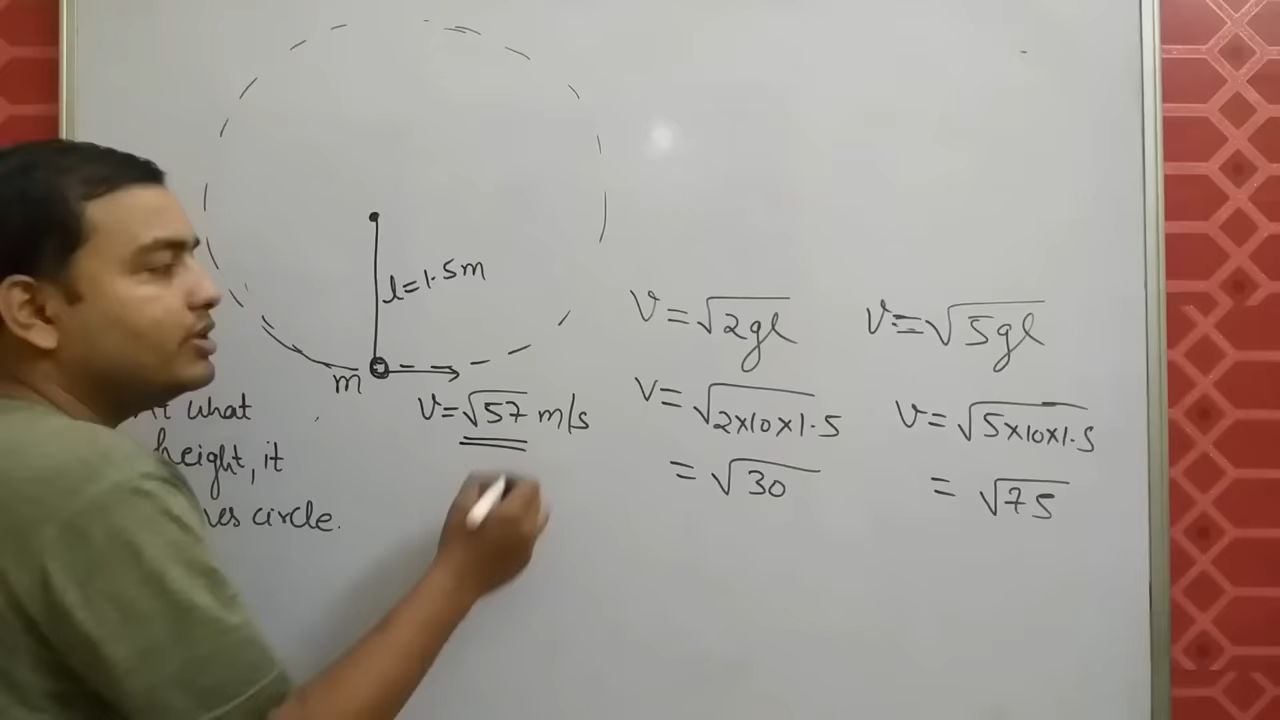 l=1.5m
m
V=√57 m/s
what
height, it
circle.
V=√2gl
V=√2×10×1.5
=√30
V=√5gl
V=√5×10×1.5
=√75